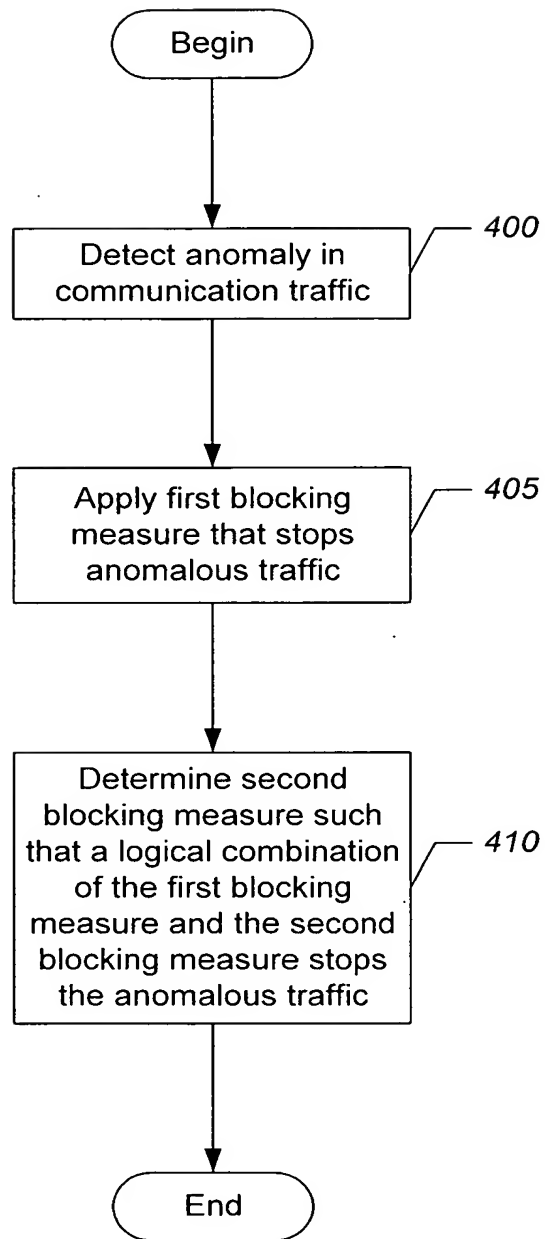 Begin
400
Detect anomaly in
communication traffic
405
Apply first blocking
measure that stops
anomalous traffic
410
Determine second
blocking measure such
that a logical combination
of the first blocking
measure and the second
blocking measure stops
the anomalous traffic
End